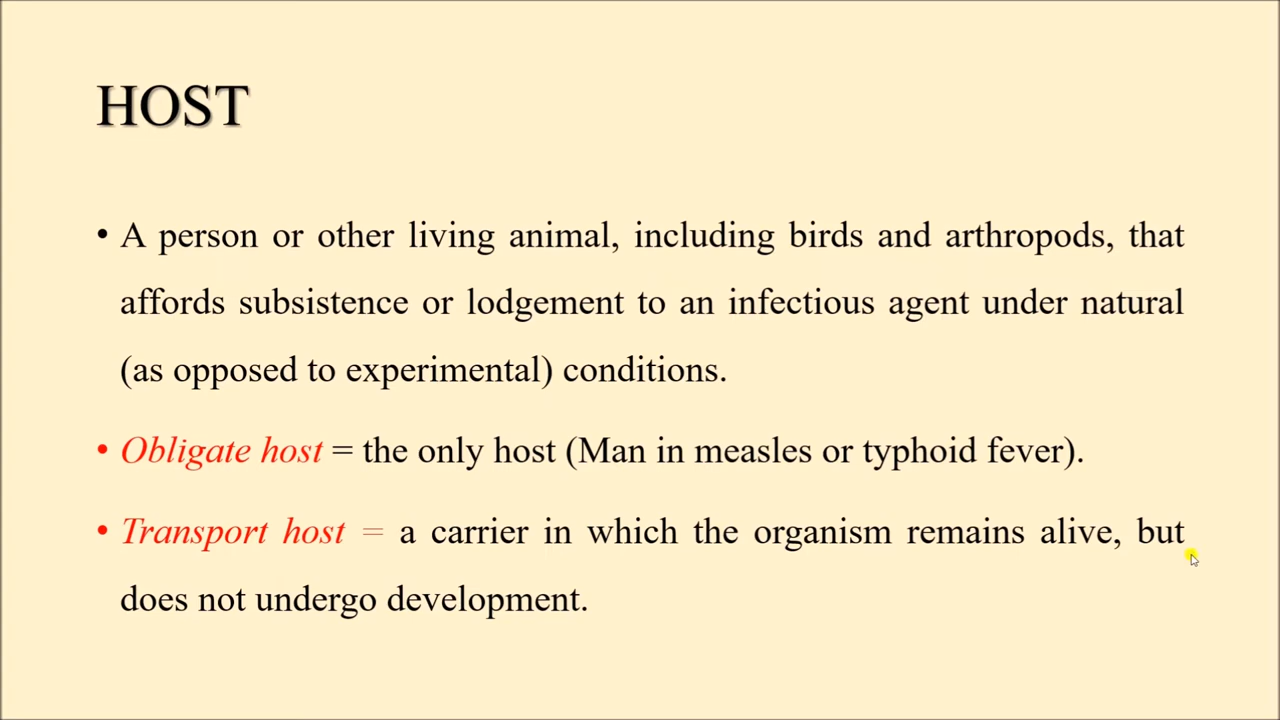 HOST
• A person or other living animal, including birds and arthropods, that
affords subsistence or lodgement to an infectious agent under natural
(as opposed to experimental) conditions.
• Obligate host = the only host (Man in measles or typhoid fever).
• Transport host = a carrier in which the organism remains alive, but
does not undergo development.